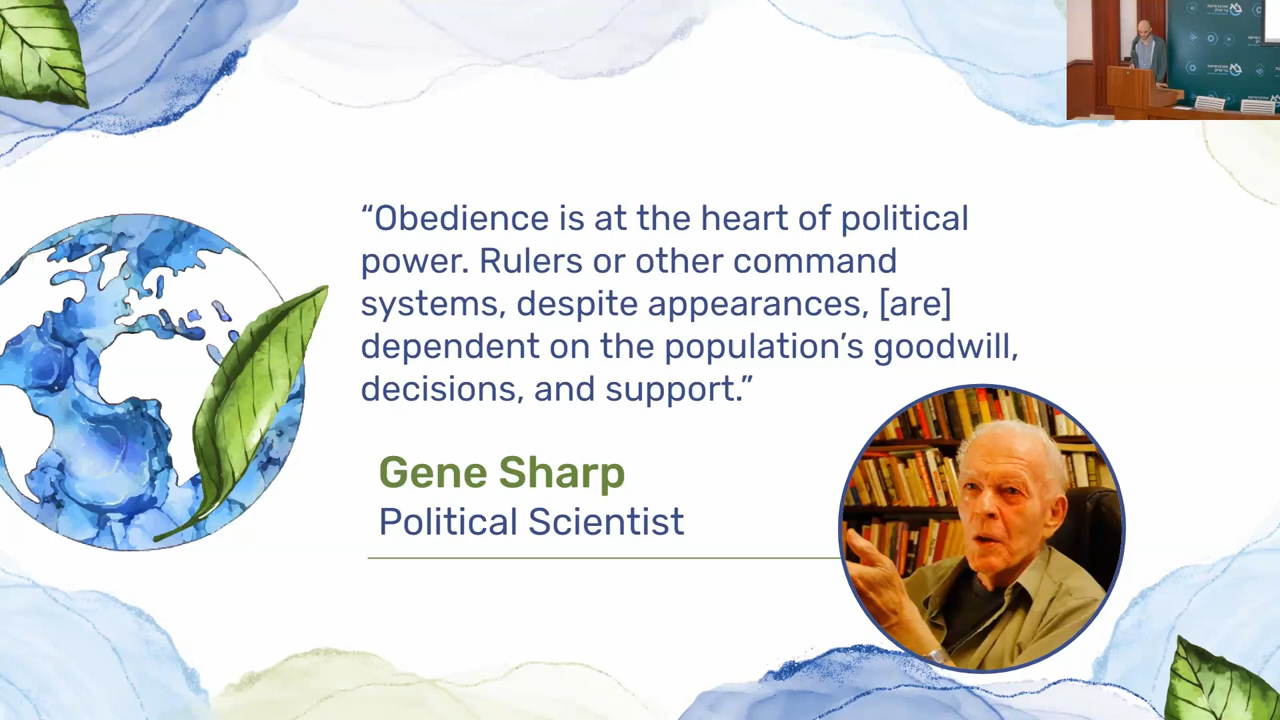 “Obedience is at the heart of political
power. Rulers or other command
systems, despite appearances, [are]
dependent on the population’s goodwill,
decisions, and support.”
Gene Sharp
Political Scientist